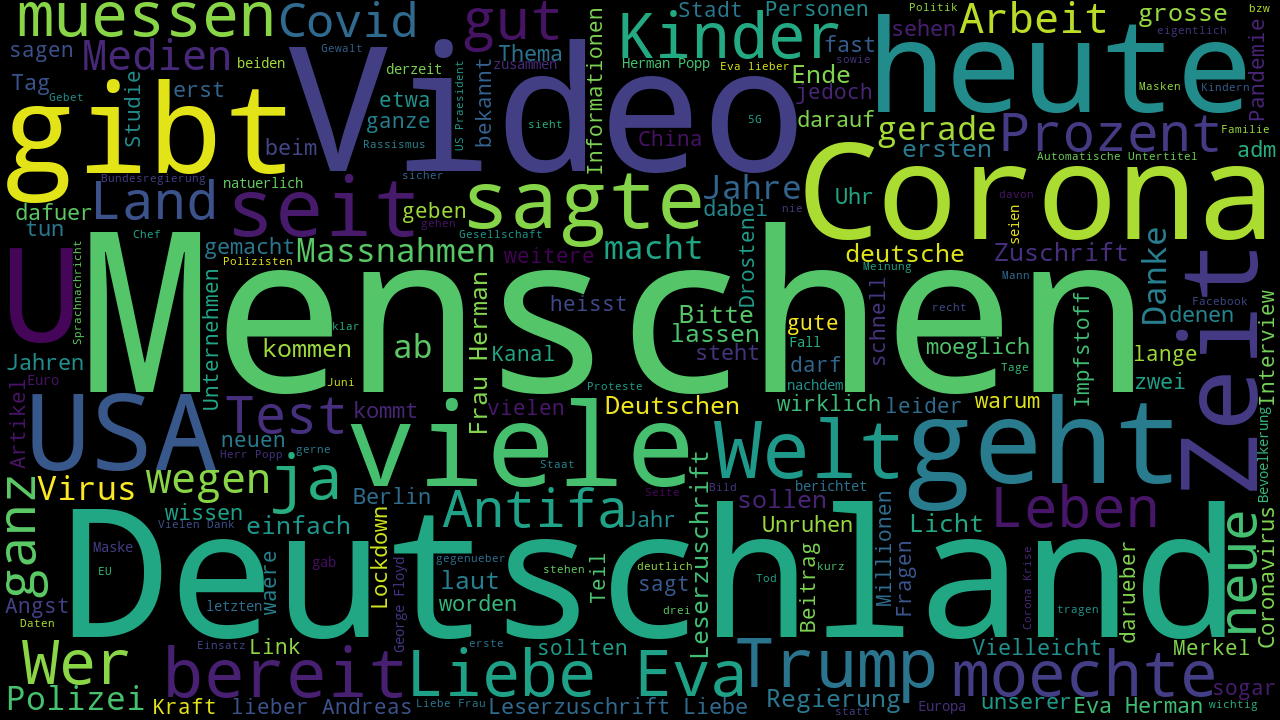 muessen
Covid
gut
Kinder
Stadt
Personen
Politik
Arbeit
grosse
bzw
eigentlich
sagen
Medien
beiden
Gewalt
Video
Thema
zusammen
Informationen
Herman Popp
Eva lieber
fast
sowie
sehen
heute
Pandemie
Tag
Gebet
Studie
erst
derzeit
US Praesident
bekannt
Ende
jedoch
Masken
Kindern
gibt
etwa
ganze
Rassismus
sieht
China
5G
darauf
gerade
Prozent
Familie
beim
sicher
Corona
ersten
Automatische Untertitel
adm
Bundesregierung
natuerlich
Land
seit
geben
gehen
sagte
Jahre
dabei
nie
Uhr
davon
seien
dafuer
tun
Chef
Gesellschaft
U
Sprachnachricht
gemacht
Polizisten
Massnahmen
weitere
macht
Drosten
deutsche
Meinung
Zuschrift
Mann
Danke
Zeit
Menschen
Unternehmen
heisst
Frau Herman
Bitte
lassen
gute
Fall
schnell
recht
Facebook
denen
Interview
klar
kommen
ab
Kanal
steht
darf
moeglich
Impfstoff
lange
Jahren
Euro
Juni
Proteste
nachdem
Tage
zwei
Artikel
USA
Test
kommt
vielen
Deutschen
wirklich
leider
warum
neuen
Herr Popp
gerne
viele
Staat
Welt
geht
Bevoelkerung
Virus
wegen
ja
Berlin
Seite
Bild
berichtet
ganz
wissen
Vielen Dank
einfach
Antifa
Jahr
Leserzuschrift
sollen
Unruhen
Millionen
Licht
Leben
neue
Coronavirus
Maske
EU
Deutschland
waere
gab
Lockdown
George Floyd
gegenueber
laut
stehen
Teil
deutlich
sagt
Tod
kurz
Beitrag
Fragen
Corona Krise
tragen
darueber
Angst
Daten
letzten
worden
drei
Wer
Einsatz
Link
erste
sollten
Vielleicht
Merkel
bereit
Liebe Eva
Trump
moechte
sogar
Polizei
Kraft
lieber Andreas
Liebe Frau
Leserzuschrift Liebe
Regierung
statt
Europa
unserer
Eva Herman
wichtig